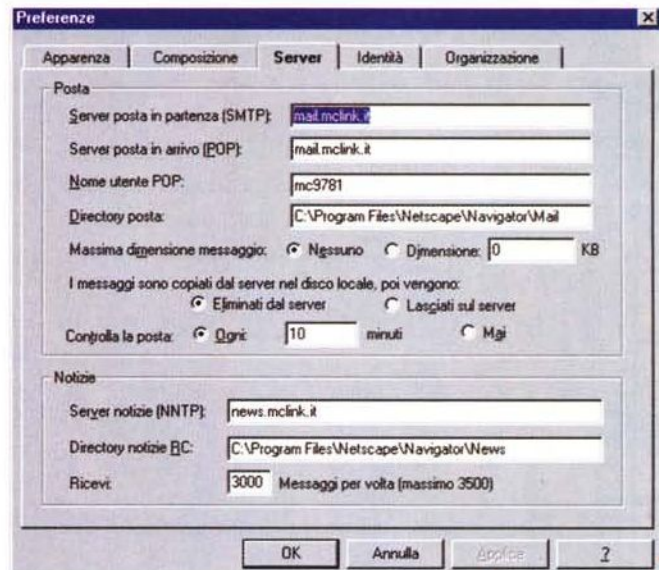 Preferenze
Apparenza Composizione Server Identità Organizzazione
Posta
Server posta in partenza (SMTP): mail.mclink.it
Server posta in arrivo (POP): mail.mclink.it
Nome utente POP: mc9781
Directory posta: C:\Program Files\Netscape\Navigator\Mail
Massima dimensione messaggio: Nessuno Dimensione: 0 KB
I messaggi sono copiati dal server nel disco locale, poi vengono:
Eliminati dal server Lasciati sul server
Controlla la posta: Ogni: 10 minuti Mai
Notizie
Server notizie (NNTP): news.mclink.it
Directory notizie RC: C:\Program Files\Netscape\Navigator\News
Ricevi: 3000 Messaggi per volta (massimo 3500)
OK Annulla Applica ?